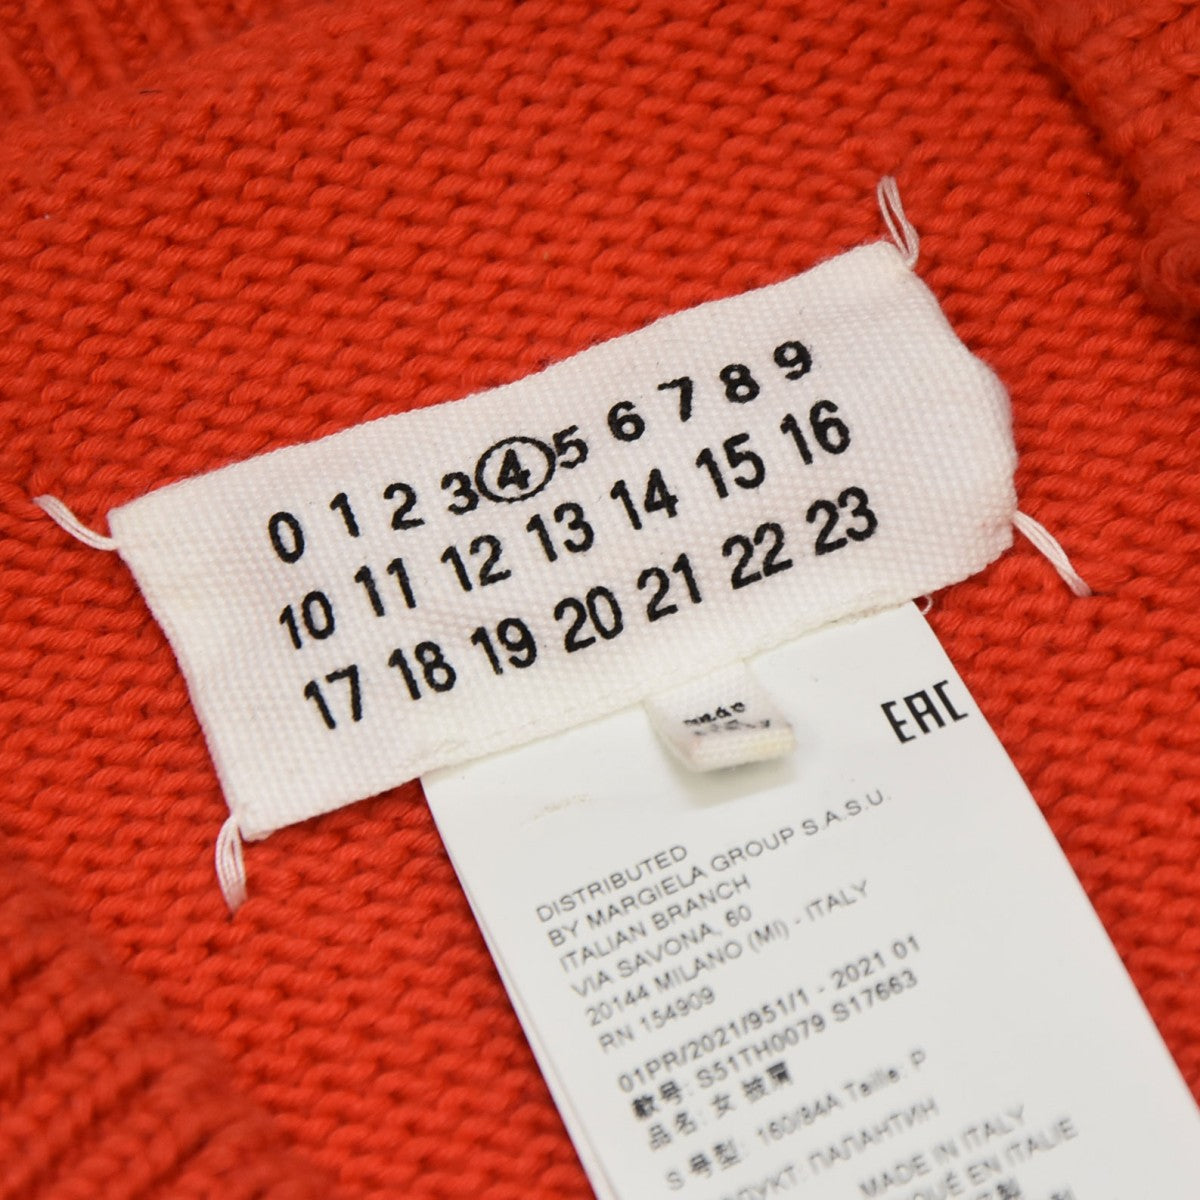 0 1 2 3 4 5 6 7 8 9
10 11 12 13 14 15 16
17 18 19 20 21 22 23
EAC
DISTRIBUTED
BY MARGIELA GROUP S.A.S.U.
ITALIAN BRANCH
VIA SAVONA, 60
20144 MILANO (MI) - ITALY
RN 154909
01PR/2021/951/1 - 2021 01
款号: S51TH0079 S17663
品名: 女 披肩
S 号型: 160/84A Taille: P
ПАЛАНТИН
MADE IN ITALY
EN ITALIE